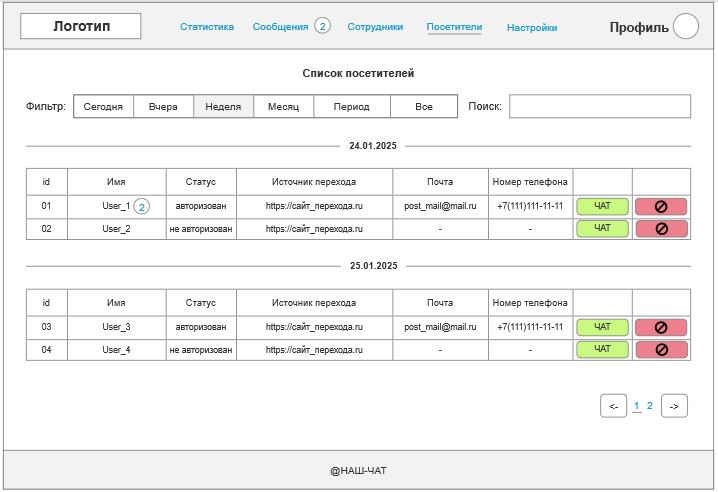 Логотип Статистика Сообщения 2 Сотрудники Посетители Настройки Профиль
Список посетителей
Фильтр: Сегодня Вчера Неделя Месяц Период Все Поиск:
24.01.2025
id Имя Статус Источник перехода Почта Номер телефона
01 User_1 2 авторизован https://сайт_перехода.ru post_mail@mail.ru +7(111)111-11-11 ЧАТ
02 User_2 не авторизован https://сайт_перехода.ru - - ЧАТ
25.01.2025
id Имя Статус Источник перехода Почта Номер телефона
03 User_3 авторизован https://сайт_перехода.ru post_mail@mail.ru +7(111)111-11-11 ЧАТ
04 User_4 не авторизован https://сайт_перехода.ru - - ЧАТ
<- 1 2 ->
@НАШ-ЧАТ